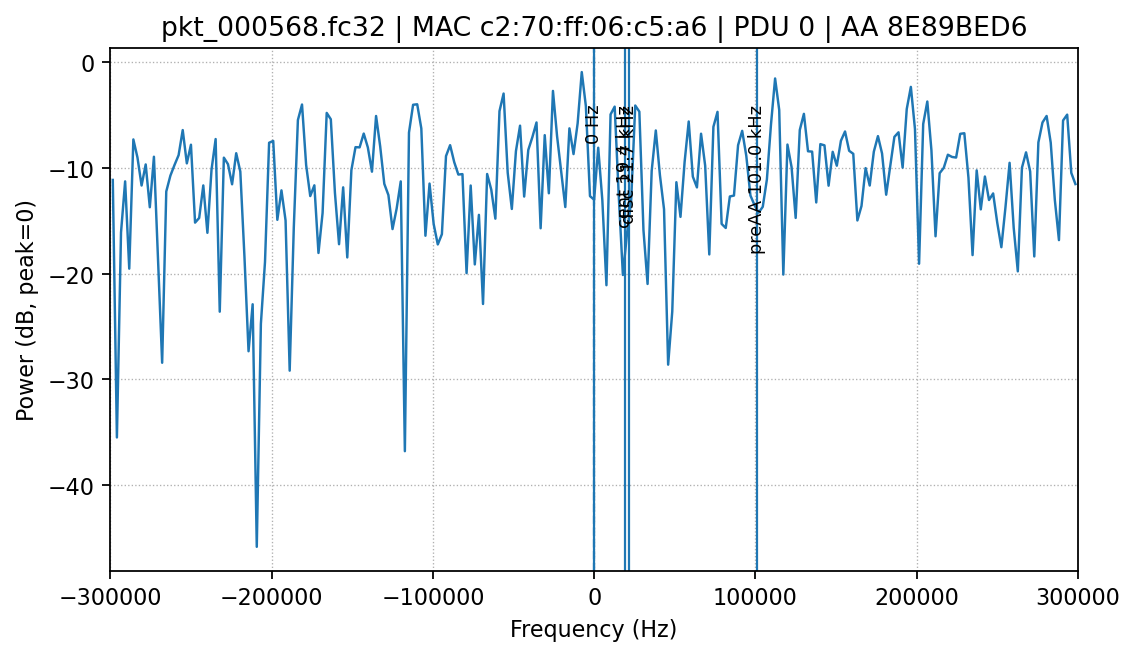 pkt_000568.fc32 | MAC c2:70:ff:06:c5:a6 | PDU 0 | AA 8E89BED6
Power (dB, peak=0)
0
−10
−20
−30
−40
0 Hz
kHz
preAA 101.0 kHz
−300000
−200000
−100000
0
100000
200000
300000
Frequency (Hz)